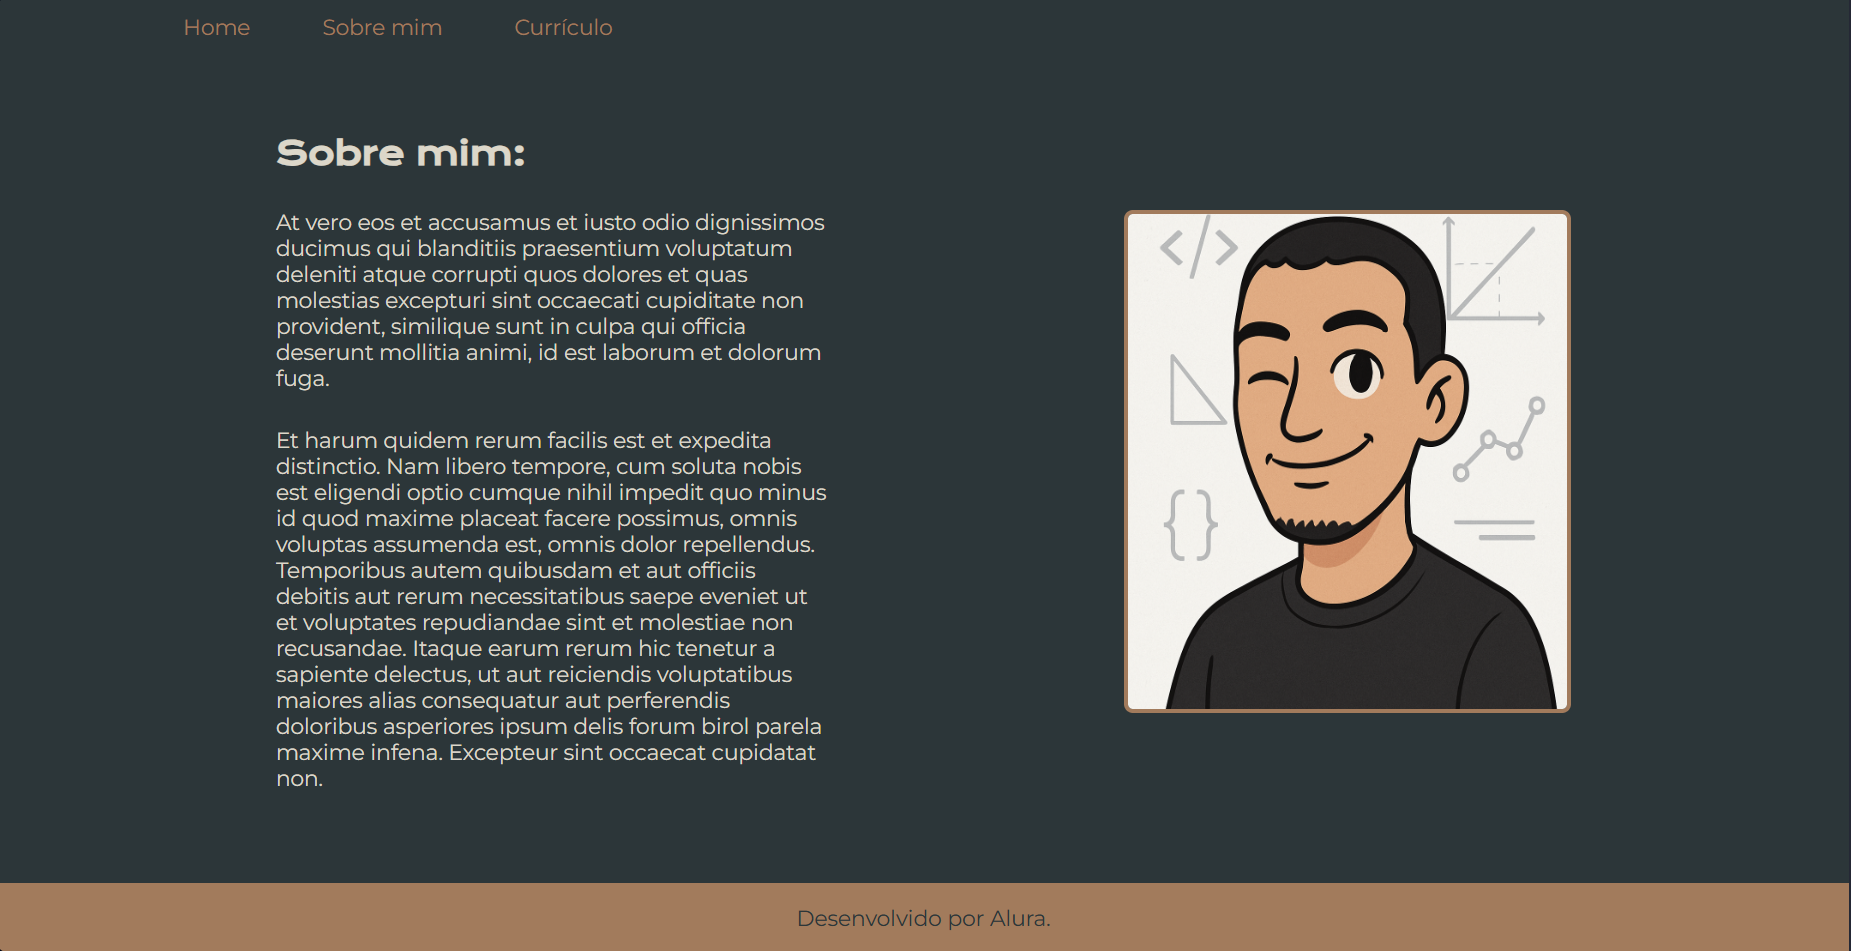 Home
Sobre mim
Currículo
Sobre mim:
At vero eos et accusamus et iusto odio dignissimos
ducimus qui blanditiis praesentium voluptatum
deleniti atque corrupti quos dolores et quas
molestias excepturi sint occaecati cupiditate non
provident, similique sunt in culpa qui officia
deserunt mollitia animi, id est laborum et dolorum
fuga.
Et harum quidem rerum facilis est et expedita
distinctio. Nam libero tempore, cum soluta nobis
est eligendi optio cumque nihil impedit quo minus
id quod maxime placeat facere possimus, omnis
voluptas assumenda est, omnis dolor repellendus.
Temporibus autem quibusdam et aut officiis
debitis aut rerum necessitatibus saepe eveniet ut
et voluptates repudiandae sint et molestiae non
recusandae. Itaque earum rerum hic tenetur a
sapiente delectus, ut aut reiciendis voluptatibus
maiores alias consequatur aut perferendis
doloribus asperiores ipsum delis forum birol parela
maxime infena. Excepteur sint occaecat cupidatat
non.
</>
{}
Desenvolvido por Alura.